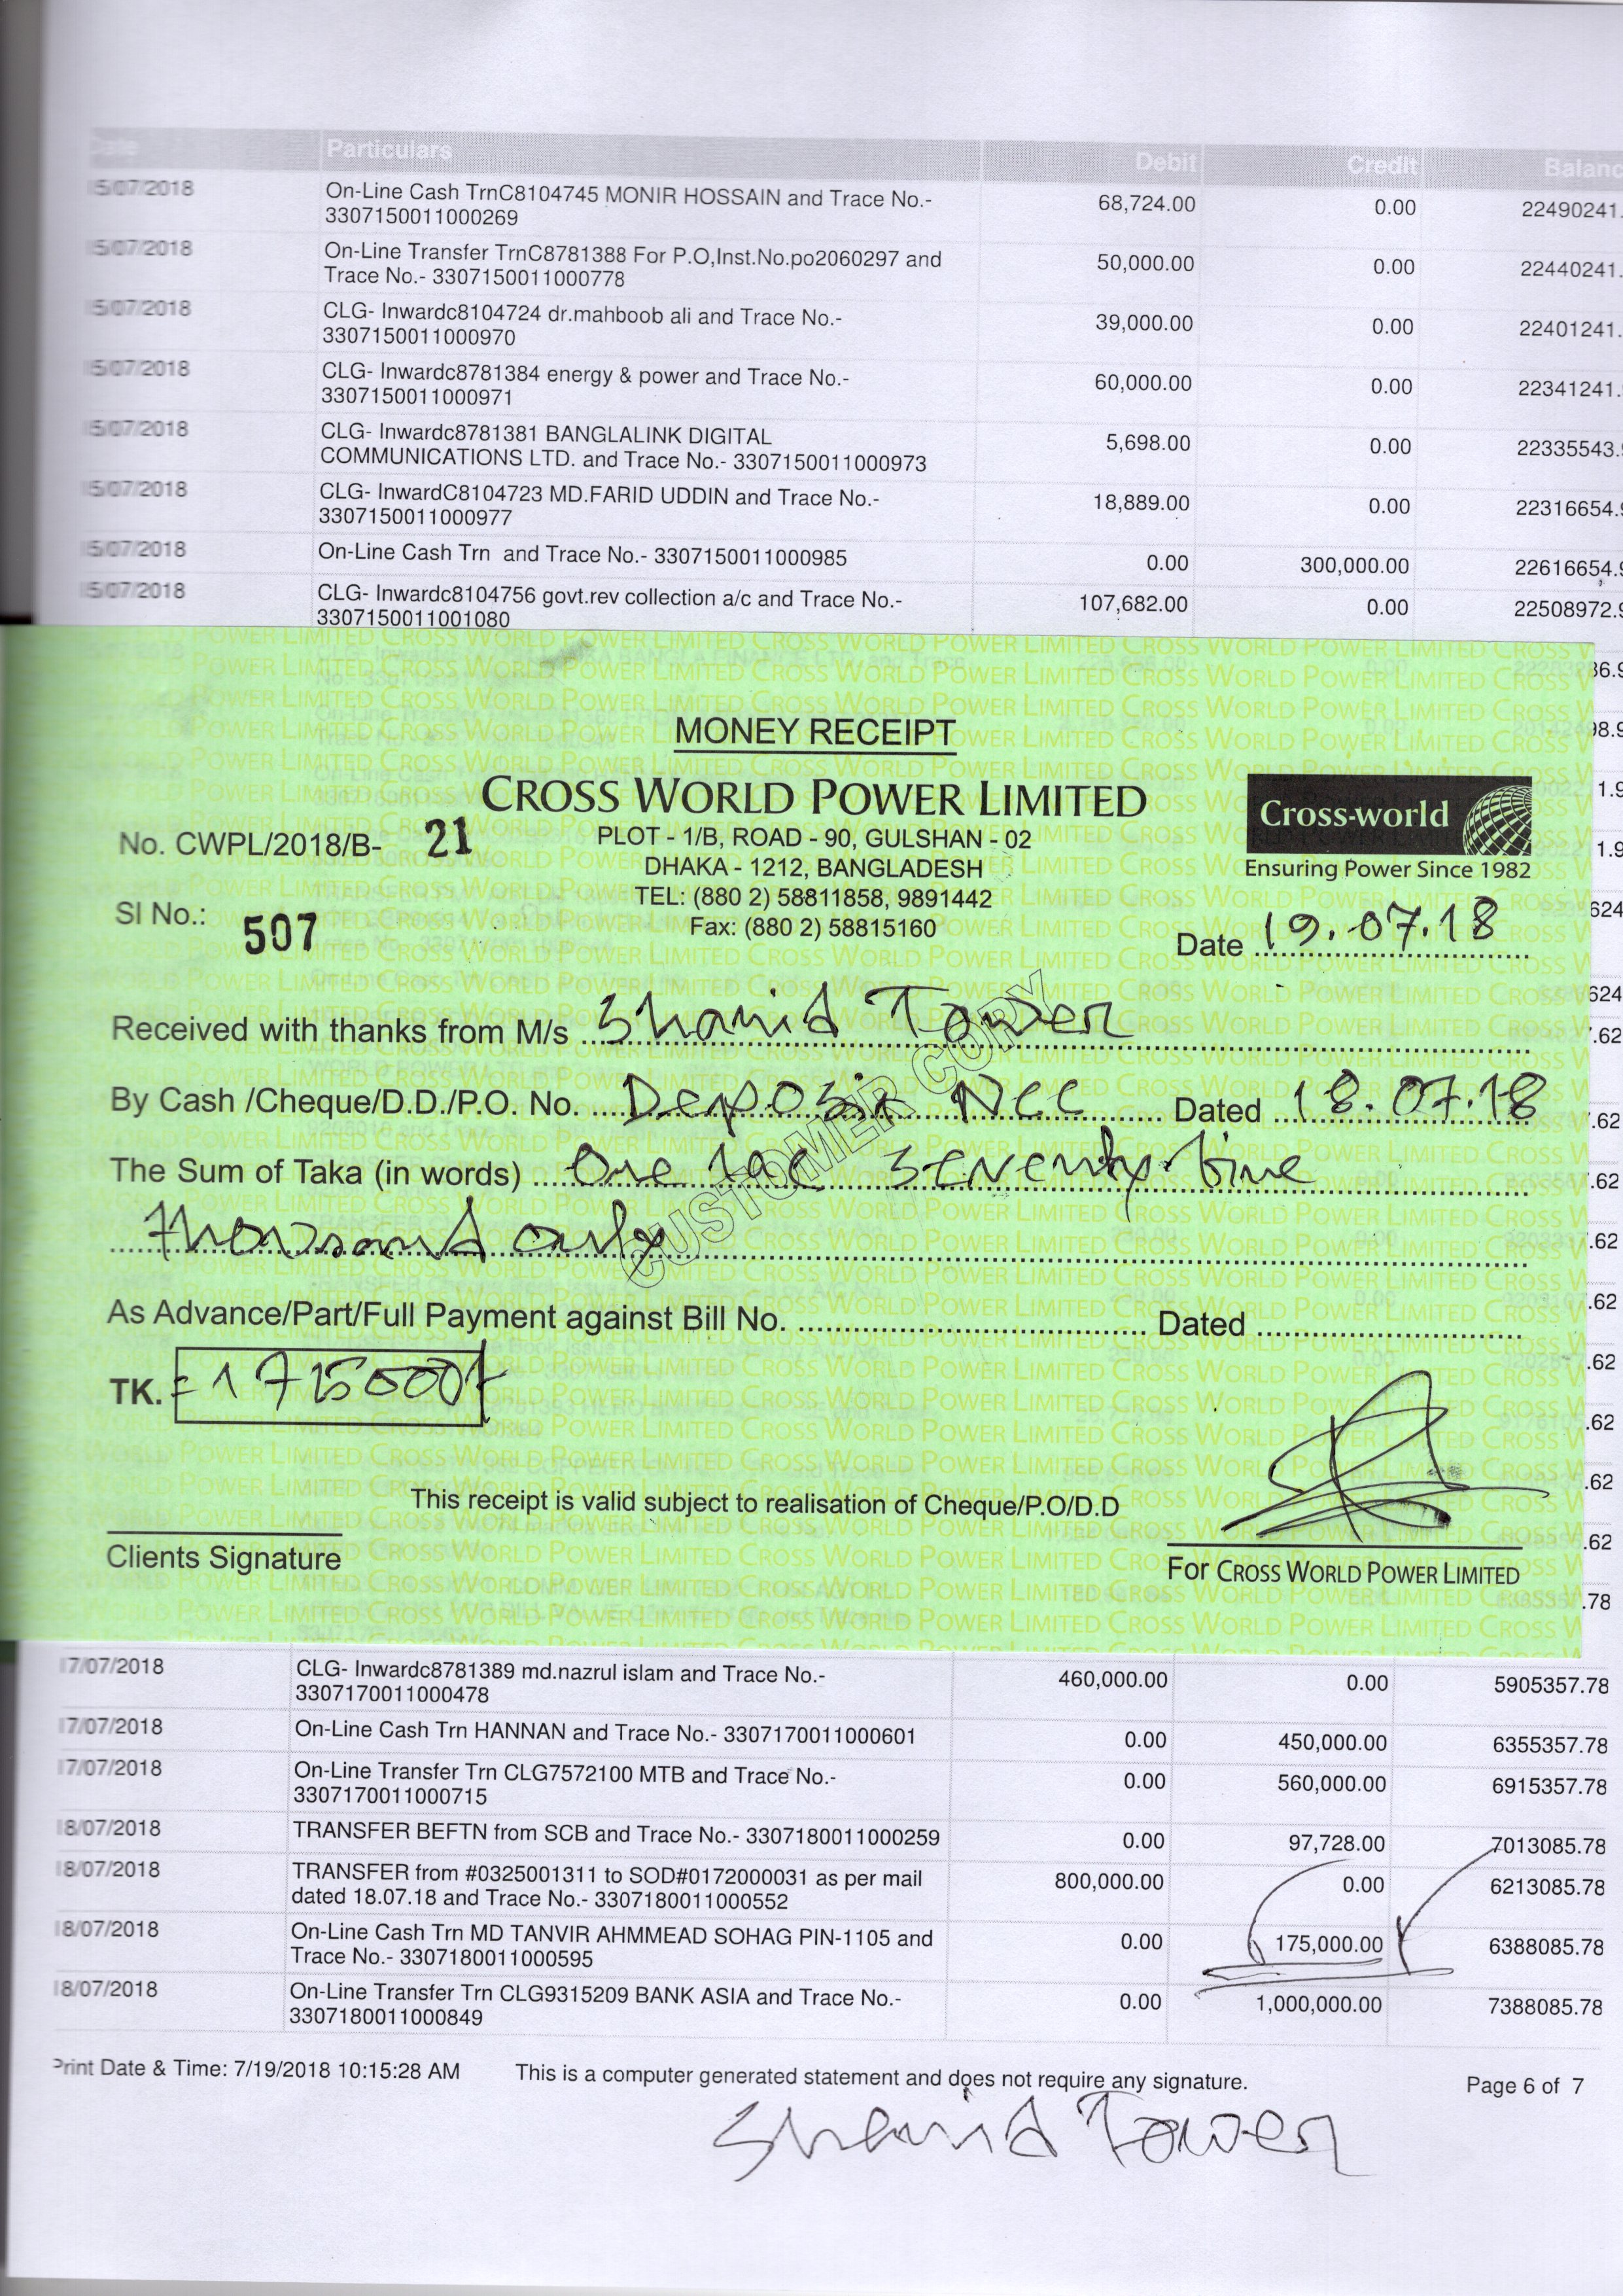 Date Particulars Debit Credit Balanc
5/07/2018 On-Line Cash TrnC8104745 MONIR HOSSAIN and Trace No.- 68,724.00 0.00 22490241.
3307150011000269
5/07/2018 On-Line Transfer TrnC8781388 For P.O,Inst.No.po2060297 and 50,000.00 0.00 22440241.
Trace No.- 3307150011000778
5/07/2018 CLG- Inwardc8104724 dr.mahboob ali and Trace No.- 39,000.00 0.00 22401241.
3307150011000970
5/07/2018 CLG- Inwardc8781384 energy & power and Trace No.- 60,000.00 0.00 22341241.
3307150011000971
5/07/2018 CLG- Inwardc8781381 BANGLALINK DIGITAL 5,698.00 0.00 22335543.
COMMUNICATIONS LTD. and Trace No.- 3307150011000973
5/07/2018 CLG- InwardC8104723 MD.FARID UDDIN and Trace No.- 18,889.00 0.00 22316654.9
3307150011000977
5/07/2018 On-Line Cash Trn and Trace No.- 3307150011000985 0.00 300,000.00 22616654.9
5/07/2018 CLG- Inwardc8104756 govt.rev collection a/c and Trace No.- 107,682.00 0.00 22508972.9
3307150011001080
MONEY RECEIPT
CROSS WORLD POWER LIMITED
Cross-world
No. CWPL/2018/B- 21 PLOT - 1/B, ROAD - 90, GULSHAN - 02
DHAKA - 1212, BANGLADESH Ensuring Power Since 1982
TEL: (880 2) 58811858, 9891442
Sl No.: 507 Fax: (880 2) 58815160 Date 19.07.18
Received with thanks from M/s Shanid Tower
By Cash /Cheque/D.D./P.O. No. Deposit NCC Dated 18.07.18
The Sum of Taka (in words) One lac seventy five
thousand only
CUSTOMER COPY
As Advance/Part/Full Payment against Bill No. Dated
TK. =175000/
This receipt is valid subject to realisation of Cheque/P.O/D.D
Clients Signature For CROSS WORLD POWER LIMITED
7/07/2018 CLG- Inwardc8781389 md.nazrul islam and Trace No.- 460,000.00 0.00 5905357.78
3307170011000478
7/07/2018 On-Line Cash Trn HANNAN and Trace No.- 3307170011000601 0.00 450,000.00 6355357.78
7/07/2018 On-Line Transfer Trn CLG7572100 MTB and Trace No.- 0.00 560,000.00 6915357.78
3307170011000715
8/07/2018 TRANSFER BEFTN from SCB and Trace No.- 3307180011000259 0.00 97,728.00 7013085.78
8/07/2018 TRANSFER from #0325001311 to SOD#0172000031 as per mail 800,000.00 0.00 6213085.78
dated 18.07.18 and Trace No.- 3307180011000552
8/07/2018 On-Line Cash Trn MD TANVIR AHMMEAD SOHAG PIN-1105 and 0.00 175,000.00 6388085.78
Trace No.- 3307180011000595
8/07/2018 On-Line Transfer Trn CLG9315209 BANK ASIA and Trace No.- 0.00 1,000,000.00 7388085.78
3307180011000849
Print Date & Time: 7/19/2018 10:15:28 AM This is a computer generated statement and does not require any signature. Page 6 of 7
Shanid Tower